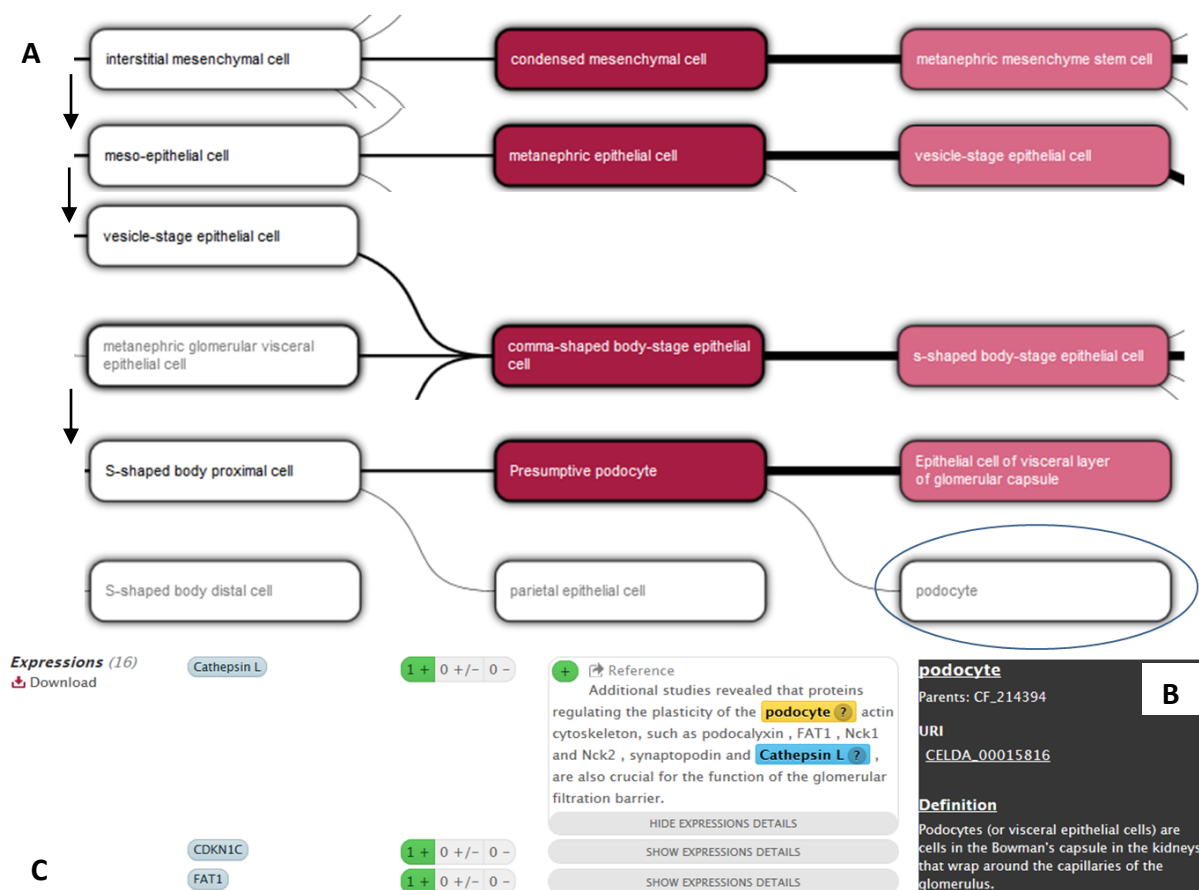 A
interstitial mesenchymal cell
condensed mesenchymal cell
metanephric mesenchyme stem cell
meso-epithelial cell
metanephric epithelial cell
vesicle-stage epithelial cell
vesicle-stage epithelial cell
metanephric glomerular visceral
epithelial cell
comma-shaped body-stage epithelial
cell
s-shaped body-stage epithelial cell
S-shaped body proximal cell
Presumptive podocyte
Epithelial cell of visceral layer
of glomerular capsule
S-shaped body distal cell
parietal epithelial cell
podocyte
Expressions (16)
Download
Cathepsin L
1 + 0 +/- 0 -
+ Reference
Additional studies revealed that proteins
regulating the plasticity of the podocyte ? actin
cytoskeleton, such as podocalyxin , FAT1 , Nck1
and Nck2 , synaptopodin and Cathepsin L ? ,
are also crucial for the function of the glomerular
filtration barrier.
HIDE EXPRESSIONS DETAILS
C
CDKN1C
1 + 0 +/- 0 -
SHOW EXPRESSIONS DETAILS
FAT1
1 + 0 +/- 0 -
SHOW EXPRESSIONS DETAILS
B
podocyte
Parents: CF_214394
URI
CELDA_00015816
Definition
Podocytes (or visceral epithelial cells) are
cells in the Bowman's capsule in the kidneys
that wrap around the capillaries of the
glomerulus.